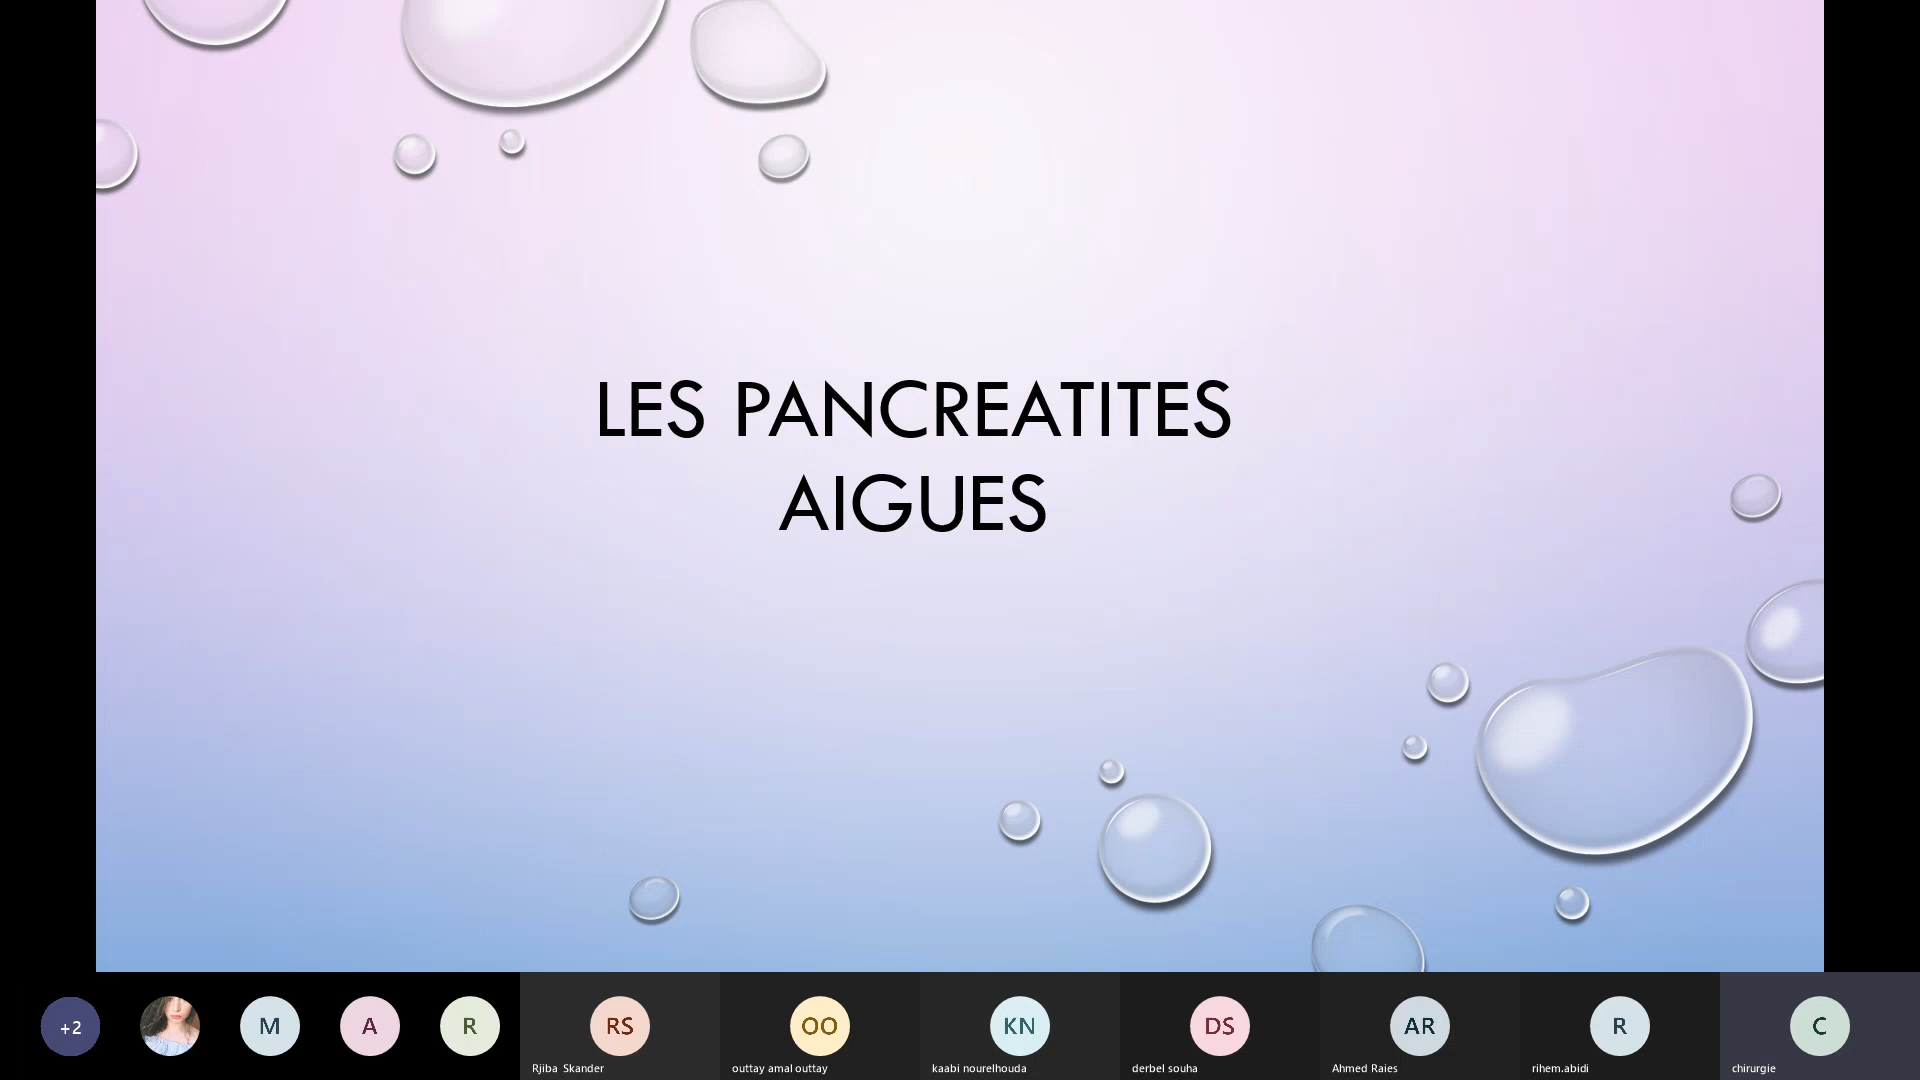 LES PANCREATITES
AIGUES
+2
M
A
R
RS
OO
KN
DS
AR
R
C
Rjiba Skander
outtay amal outtay
kaabi nourelhouda
derbel souha
Ahmed Raies
rihem.abidi
chirurgie